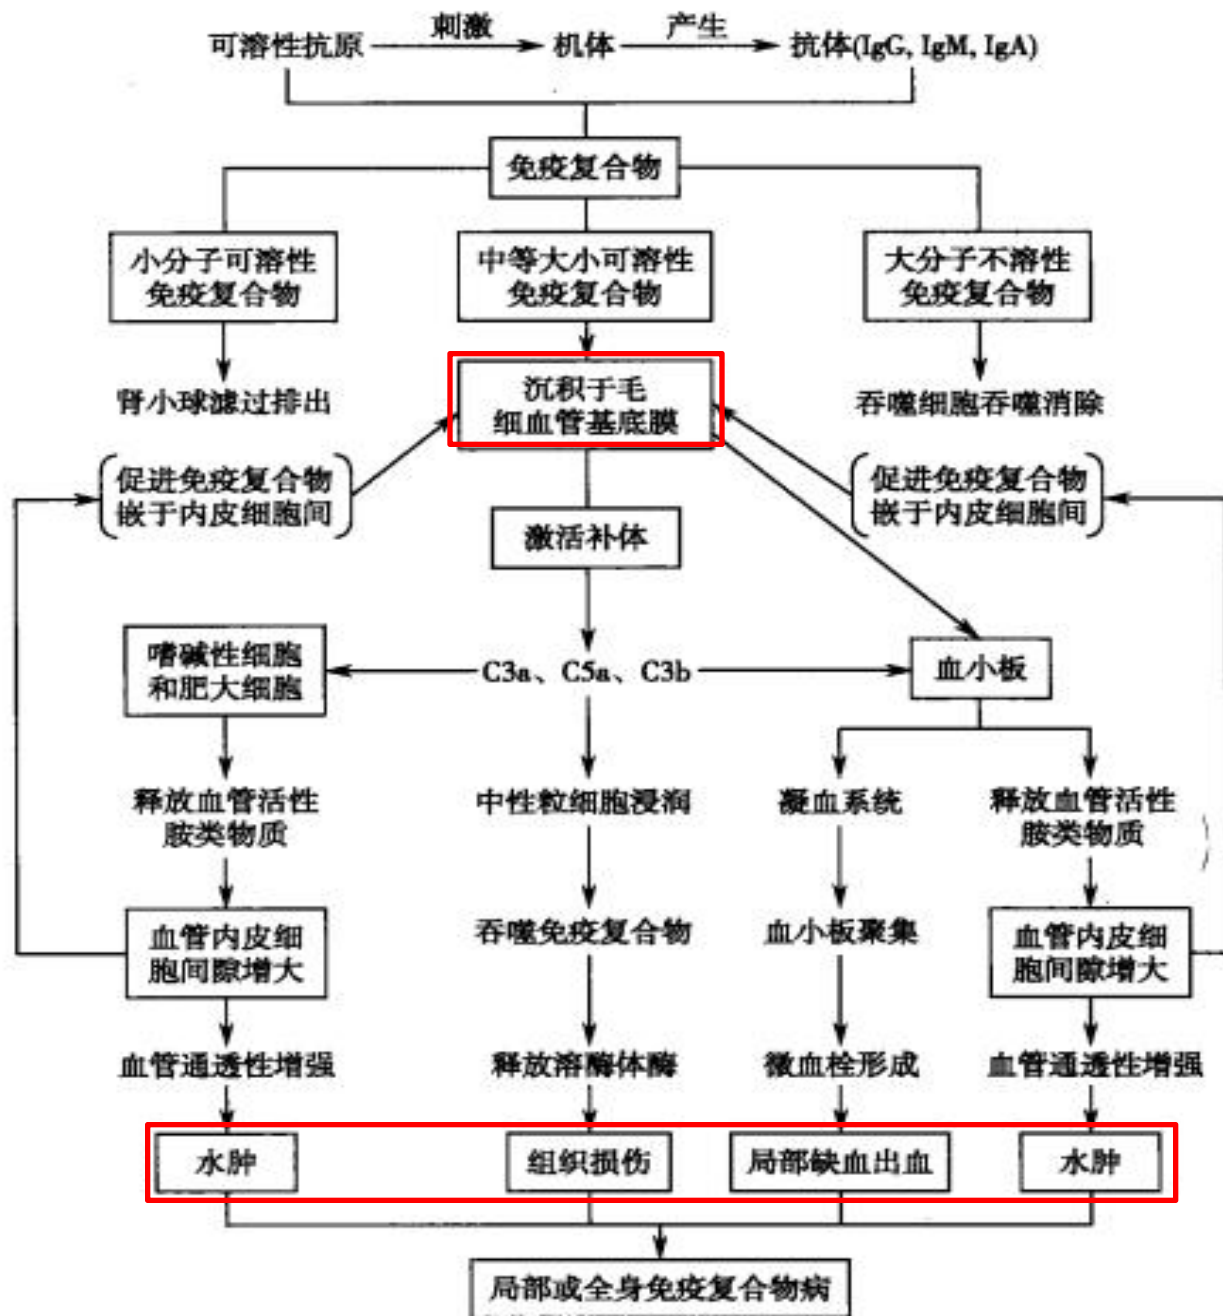 刺激
产生
可溶性抗原
机体
抗体(IgG, IgM, IgA)
免疫复合物
小分子可溶性
免疫复合物
中等大小可溶性
免疫复合物
大分子不溶性
免疫复合物
肾小球滤过排出
沉积于毛
细血管基底膜
吞噬细胞吞噬消除
促进免疫复合物
嵌于内皮细胞间
促进免疫复合物
嵌于内皮细胞间
激活补体
嗜碱性细胞
和肥大细胞
C3a、C5a、C3b
血小板
释放血管活性
胺类物质
中性粒细胞浸润
凝血系统
释放血管活性
胺类物质
血管内皮细
胞间隙增大
吞噬免疫复合物
血小板聚集
血管内皮细
胞间隙增大
血管通透性增强
释放溶酶体酶
微血栓形成
血管通透性增强
水肿
组织损伤
局部缺血出血
水肿
局部或全身免疫复合物病